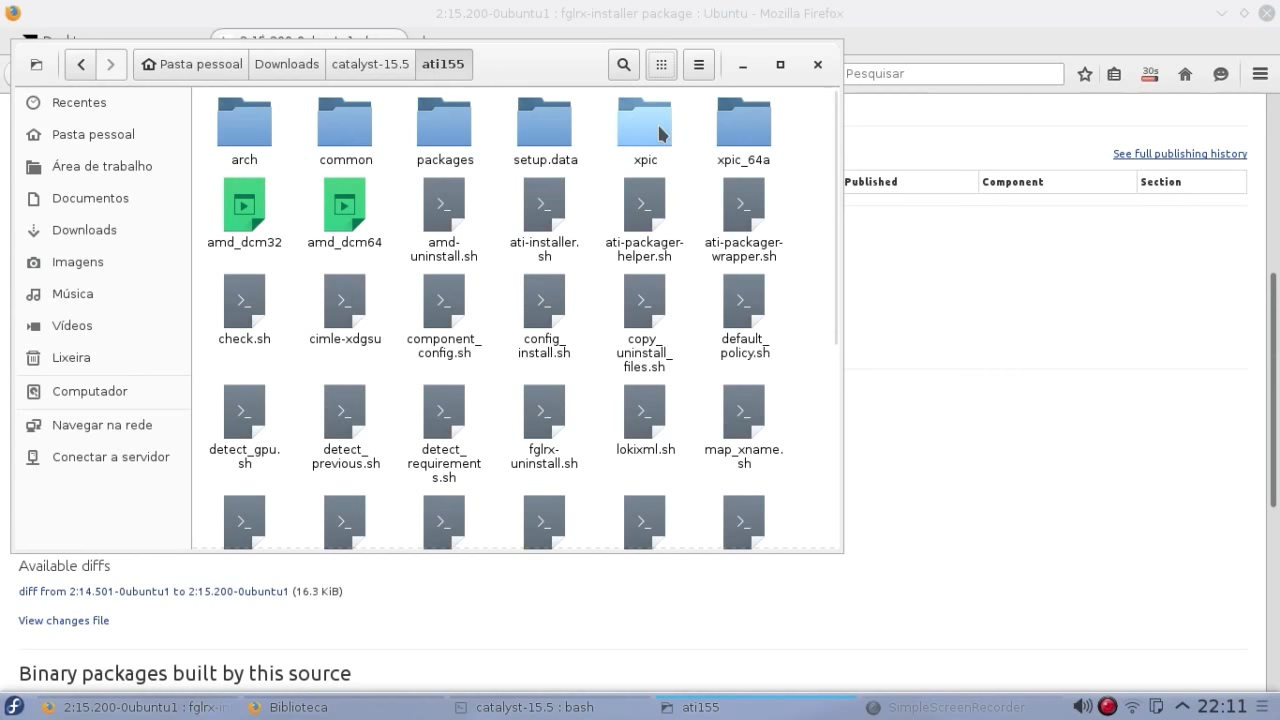 2:15.200-0ubuntu1 : fglrx-installer package : Ubuntu - Mozilla Firefox
Pasta pessoal
Downloads
catalyst-15.5
ati155
Pesquisar
30s
Recentes
Pasta pessoal
Área de trabalho
Documentos
Downloads
Imagens
Música
Vídeos
Lixeira
Computador
Navegar na rede
Conectar a servidor
arch
common
packages
setup.data
xpic
xpic_64a
amd_dcm32
amd_dcm64
amd-
uninstall.sh
ati-installer.
sh
ati-packager-
helper.sh
ati-packager-
wrapper.sh
check.sh
cimle-xdgsu
component_
config.sh
config_
install.sh
copy_
uninstall_
files.sh
default_
policy.sh
detect_gpu.
sh
detect_
previous.sh
detect_
requirement
s.sh
fglrx-
uninstall.sh
lokixml.sh
map_xname.
sh
See full publishing history
Published
Component
Section
Available diffs
diff from 2:14.501-0ubuntu1 to 2:15.200-0ubuntu1 (16.3 KiB)
View changes file
Binary packages built by this source
2:15.200-0ubuntu1 : fglrx-in
Biblioteca
catalyst-15.5 : bash
ati155
SimpleScreenRecorder
22:11